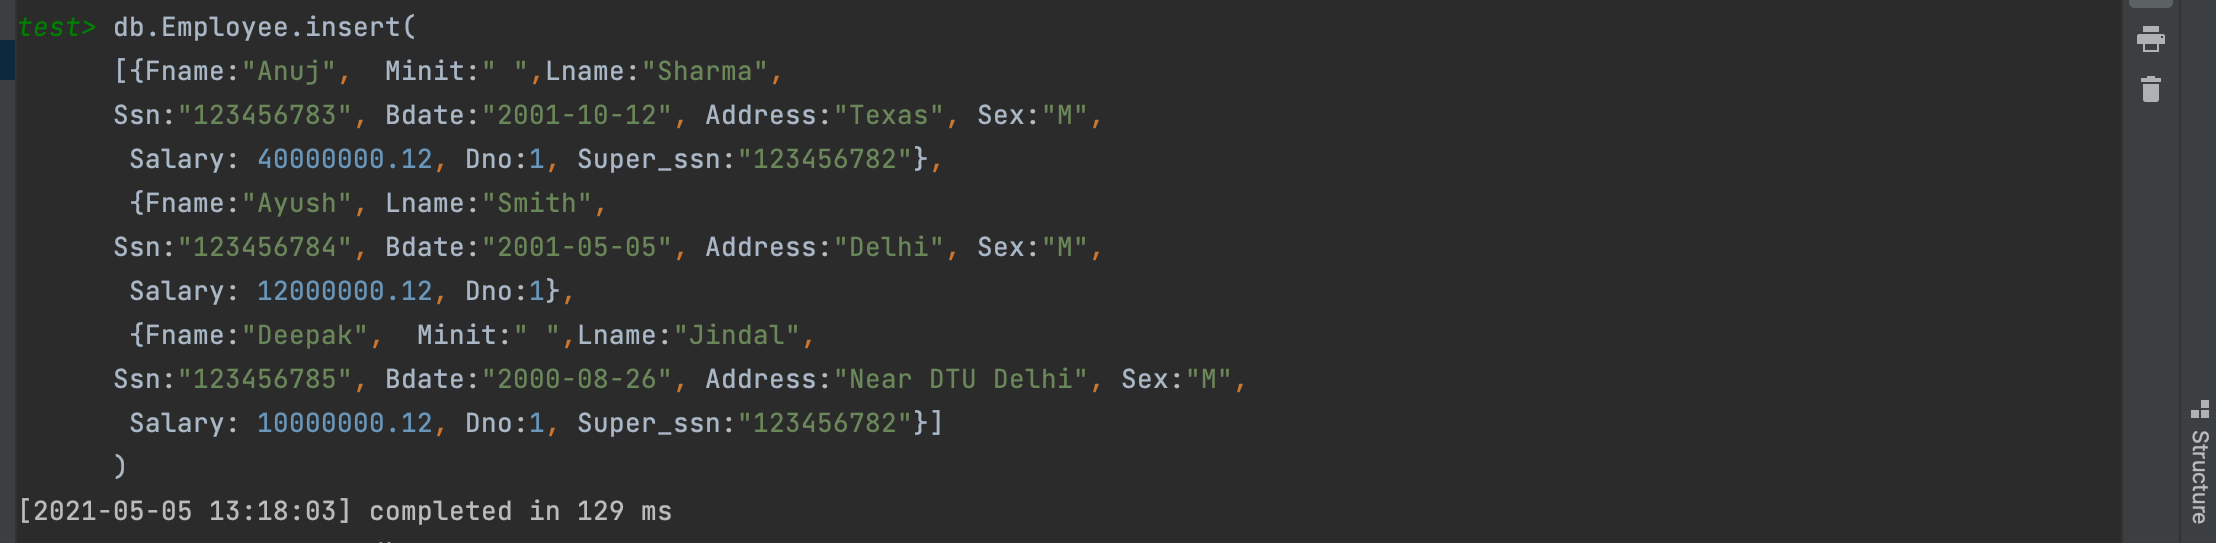 test> db.Employee.insert(
[{Fname:"Anuj",  Minit:" ",Lname:"Sharma",
Ssn:"123456783", Bdate:"2001-10-12", Address:"Texas", Sex:"M",
 Salary: 40000000.12, Dno:1, Super_ssn:"123456782"},
 {Fname:"Ayush", Lname:"Smith",
Ssn:"123456784", Bdate:"2001-05-05", Address:"Delhi", Sex:"M",
 Salary: 12000000.12, Dno:1},
 {Fname:"Deepak",  Minit:" ",Lname:"Jindal",
Ssn:"123456785", Bdate:"2000-08-26", Address:"Near DTU Delhi", Sex:"M",
 Salary: 10000000.12, Dno:1, Super_ssn:"123456782"}]
)
[2021-05-05 13:18:03] completed in 129 ms
Structure